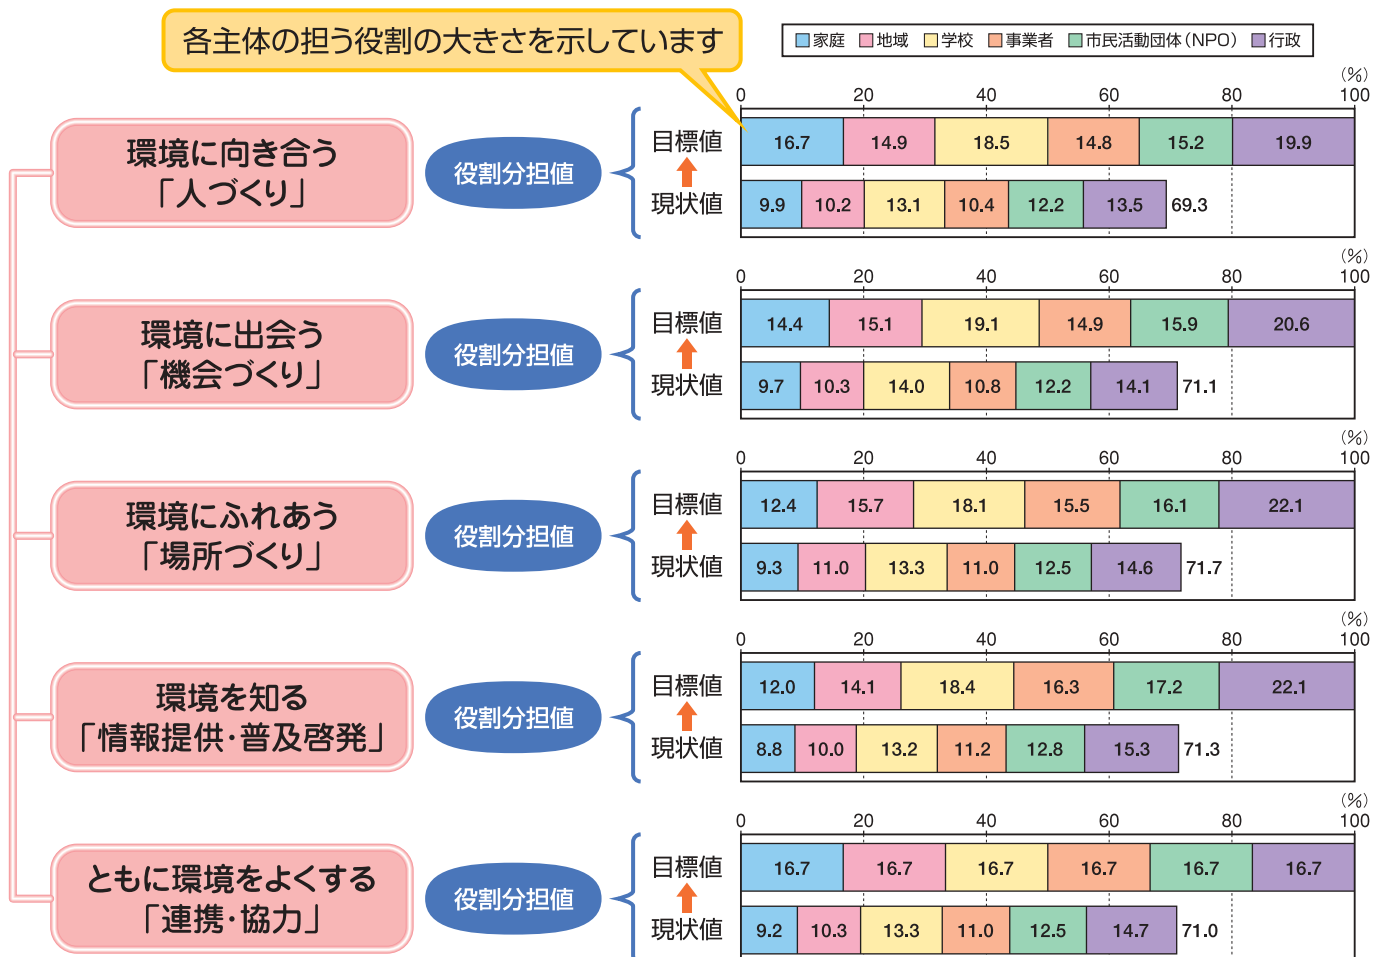 各主体の担う役割の大きさを示しています
家庭 地域 学校 事業者 市民活動団体(NPO) 行政
(%)
0 20 40 60 80 100
環境に向き合う
「人づくり」
役割分担値
目標値
16.7 14.9 18.5 14.8 15.2 19.9
現状値
9.9 10.2 13.1 10.4 12.2 13.5 69.3
(%)
0 20 40 60 80 100
環境に出会う
「機会づくり」
役割分担値
目標値
14.4 15.1 19.1 14.9 15.9 20.6
現状値
9.7 10.3 14.0 10.8 12.2 14.1 71.1
(%)
0 20 40 60 80 100
環境にふれあう
「場所づくり」
役割分担値
目標値
12.4 15.7 18.1 15.5 16.1 22.1
現状値
9.3 11.0 13.3 11.0 12.5 14.6 71.7
(%)
0 20 40 60 80 100
環境を知る
「情報提供・普及啓発」
役割分担値
目標値
12.0 14.1 18.4 16.3 17.2 22.1
現状値
8.8 10.0 13.2 11.2 12.8 15.3 71.3
(%)
0 20 40 60 80 100
ともに環境をよくする
「連携・協力」
役割分担値
目標値
16.7 16.7 16.7 16.7 16.7 16.7
現状値
9.2 10.3 13.3 11.0 12.5 14.7 71.0